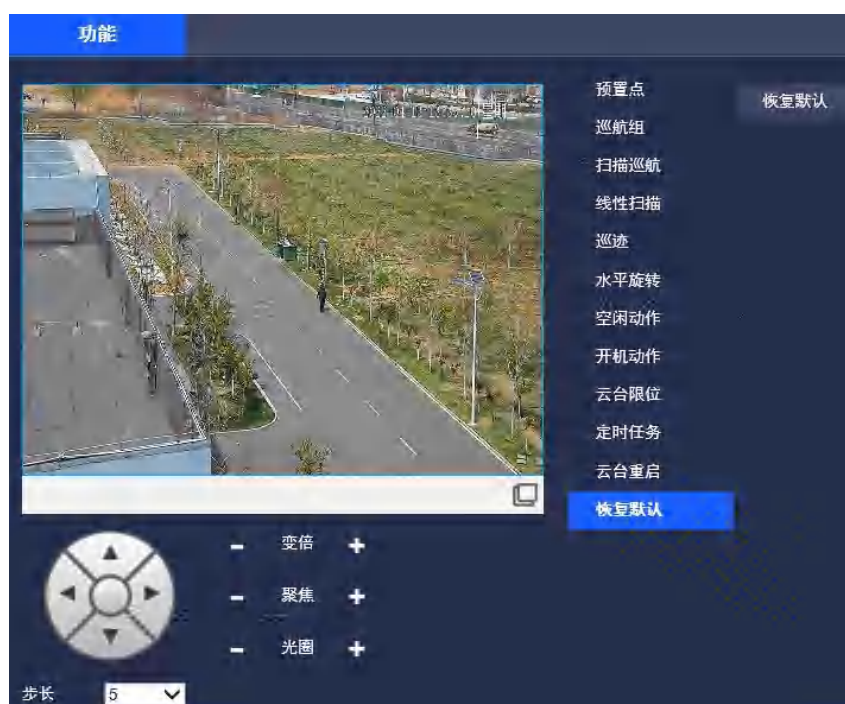 功能
预置点
恢复默认
巡航组
扫描巡航
线性扫描
巡迹
水平旋转
空闲动作
开机动作
云台限位
定时任务
云台重启
恢复默认
- 变倍 +
- 聚焦 +
- 光圈 +
步长 5